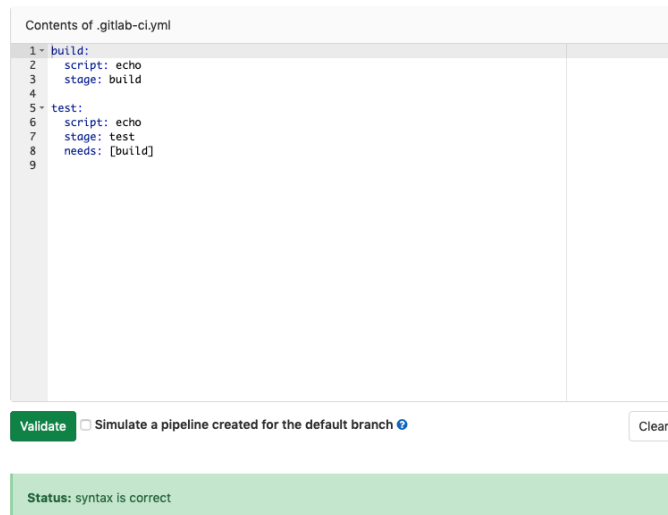 Contents of .gitlab-ci.yml
1 build:
2   script: echo
3   stage: build
4
5 test:
6   script: echo
7   stage: test
8   needs: [build]
9
Validate Simulate a pipeline created for the default branch ? Clear
Status: syntax is correct